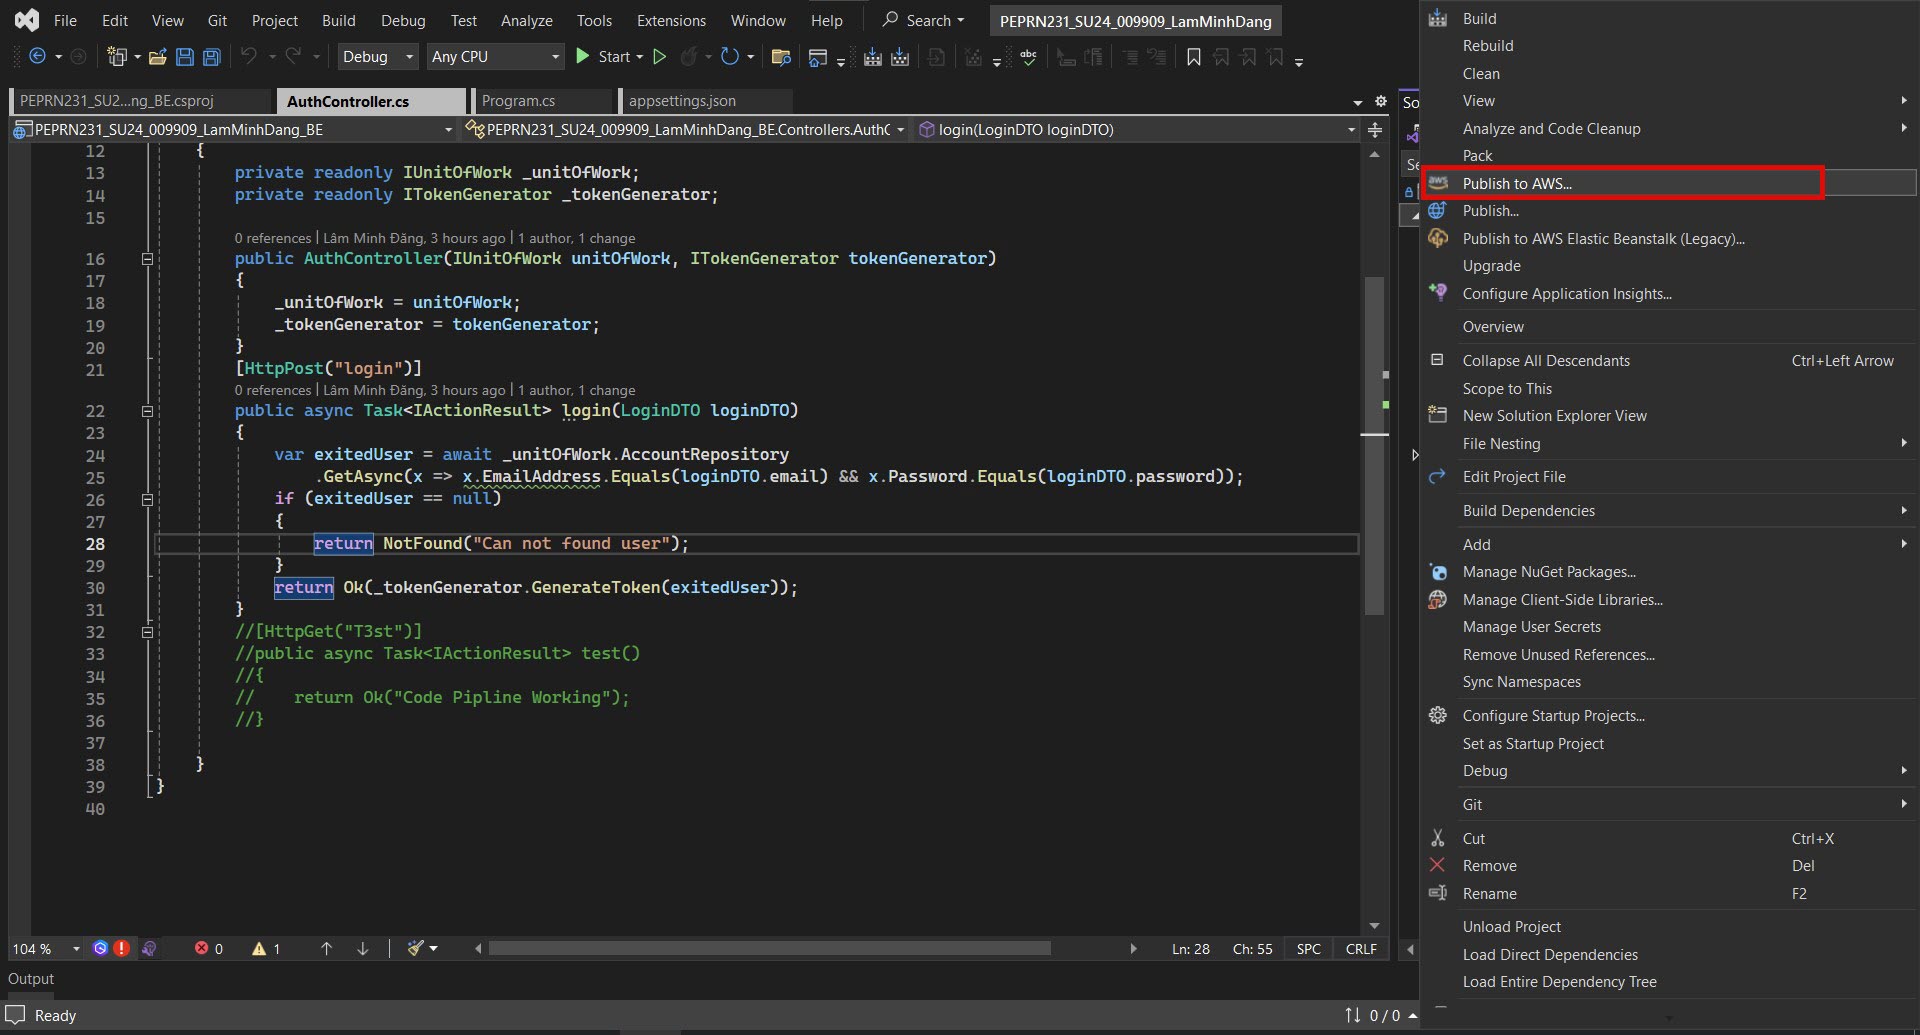 File Edit View Git Project Build Debug Test Analyze Tools Extensions Window Help Search PEPRN231_SU24_009909_LamMinhDang
Debug Any CPU Start
PEPRN231_SU2...ng_BE.csproj AuthController.cs Program.cs appsettings.json
PEPRN231_SU24_009909_LamMinhDang_BE PEPRN231_SU24_009909_LamMinhDang_BE.Controllers.AuthC login(LoginDTO loginDTO)
12 {
13 private readonly IUnitOfWork _unitOfWork;
14 private readonly ITokenGenerator _tokenGenerator;
15
0 references | Lâm Minh Đăng, 3 hours ago | 1 author, 1 change
16 public AuthController(IUnitOfWork unitOfWork, ITokenGenerator tokenGenerator)
17 {
18 _unitOfWork = unitOfWork;
19 _tokenGenerator = tokenGenerator;
20 }
21 [HttpPost("login")]
0 references | Lâm Minh Đăng, 3 hours ago | 1 author, 1 change
22 public async Task<IActionResult> login(LoginDTO loginDTO)
23 {
24 var exitedUser = await _unitOfWork.AccountRepository
25 .GetAsync(x => x.EmailAddress.Equals(loginDTO.email) && x.Password.Equals(loginDTO.password));
26 if (exitedUser == null)
27 {
28 return NotFound("Can not found user");
29 }
30 return Ok(_tokenGenerator.GenerateToken(exitedUser));
31 }
32 //[HttpGet("T3st")]
33 //public async Task<IActionResult> test()
34 //{
35 // return Ok("Code Pipline Working");
36 //}
37
38 }
39 }
40
104 % 0 1 Ln: 28 Ch: 55 SPC CRLF
Output
Ready 0 / 0
So
Se
Build
Rebuild
Clean
View
Analyze and Code Cleanup
Pack
aws Publish to AWS...
Publish...
Publish to AWS Elastic Beanstalk (Legacy)...
Upgrade
Configure Application Insights...
Overview
Collapse All Descendants Ctrl+Left Arrow
Scope to This
New Solution Explorer View
File Nesting
Edit Project File
Build Dependencies
Add
Manage NuGet Packages...
Manage Client-Side Libraries...
Manage User Secrets
Remove Unused References...
Sync Namespaces
Configure Startup Projects...
Set as Startup Project
Debug
Git
Cut Ctrl+X
Remove Del
Rename F2
Unload Project
Load Direct Dependencies
Load Entire Dependency Tree